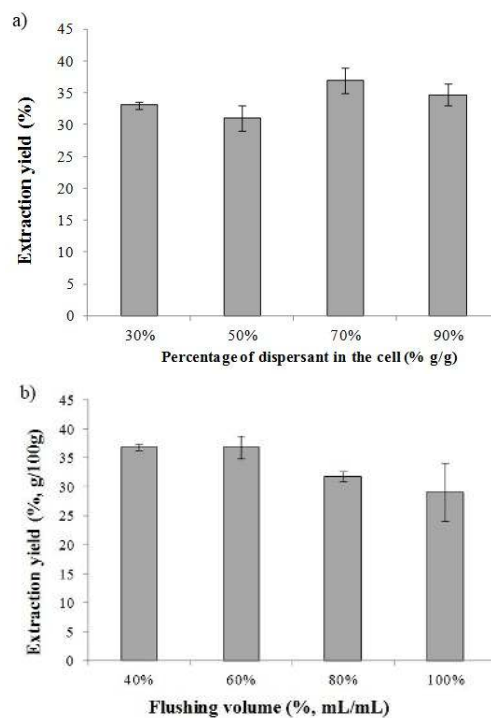 a)
Extraction yield (%)
45
40
35
30
25
20
15
10
5
0
30% 50% 70% 90%
Percentage of dispersant in the cell (% g/g)
b)
Extraction yield (%, g/100g)
45
40
35
30
25
20
15
10
5
0
40% 60% 80% 100%
Flushing volume (%, mL/mL)